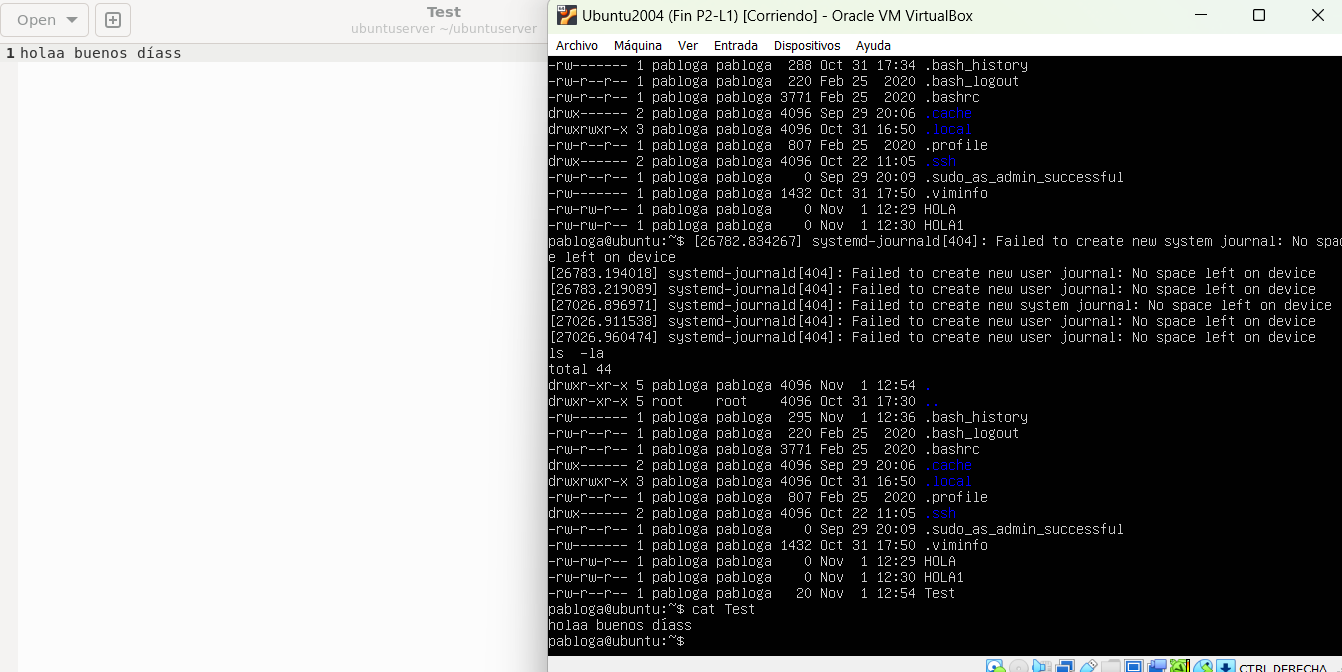 Open
Test
ubuntuserver ~/ubuntuserver
1 holaa buenos díass
Ubuntu2004 (Fin P2-L1) [Corriendo] - Oracle VM VirtualBox
Archivo Máquina Ver Entrada Dispositivos Ayuda
-rw------- 1 pabloga pabloga  288 Oct 31 17:34 .bash_history
-rw-r--r-- 1 pabloga pabloga  220 Feb 25  2020 .bash_logout
-rw-r--r-- 1 pabloga pabloga 3771 Feb 25  2020 .bashrc
drwx------ 2 pabloga pabloga 4096 Sep 29 20:06 .cache
drwxrwxr-x 3 pabloga pabloga 4096 Oct 31 16:50 .local
-rw-r--r-- 1 pabloga pabloga  807 Feb 25  2020 .profile
drwx------ 2 pabloga pabloga 4096 Oct 22 11:05 .ssh
-rw-r--r-- 1 pabloga pabloga    0 Sep 29 20:09 .sudo_as_admin_successful
-rw------- 1 pabloga pabloga 1432 Oct 31 17:50 .viminfo
-rw-rw-r-- 1 pabloga pabloga    0 Nov  1 12:29 HOLA
-rw-rw-r-- 1 pabloga pabloga    0 Nov  1 12:30 HOLA1
pabloga@ubuntu:~$ [26782.834267] systemd-journald[404]: Failed to create new system journal: No spac
e left on device
[26783.194018] systemd-journald[404]: Failed to create new user journal: No space left on device
[26783.219089] systemd-journald[404]: Failed to create new user journal: No space left on device
[27026.896971] systemd-journald[404]: Failed to create new system journal: No space left on device
[27026.911538] systemd-journald[404]: Failed to create new user journal: No space left on device
[27026.960474] systemd-journald[404]: Failed to create new user journal: No space left on device
ls  -la
total 44
drwxr-xr-x 5 pabloga pabloga 4096 Nov  1 12:54 .
drwxr-xr-x 5 root    root    4096 Oct 31 17:30 ..
-rw------- 1 pabloga pabloga  295 Nov  1 12:36 .bash_history
-rw-r--r-- 1 pabloga pabloga  220 Feb 25  2020 .bash_logout
-rw-r--r-- 1 pabloga pabloga 3771 Feb 25  2020 .bashrc
drwx------ 2 pabloga pabloga 4096 Sep 29 20:06 .cache
drwxrwxr-x 3 pabloga pabloga 4096 Oct 31 16:50 .local
-rw-r--r-- 1 pabloga pabloga  807 Feb 25  2020 .profile
drwx------ 2 pabloga pabloga 4096 Oct 22 11:05 .ssh
-rw-r--r-- 1 pabloga pabloga    0 Sep 29 20:09 .sudo_as_admin_successful
-rw------- 1 pabloga pabloga 1432 Oct 31 17:50 .viminfo
-rw-rw-r-- 1 pabloga pabloga    0 Nov  1 12:29 HOLA
-rw-rw-r-- 1 pabloga pabloga    0 Nov  1 12:30 HOLA1
-rw-r--r-- 1 pabloga pabloga   20 Nov  1 12:54 Test
pabloga@ubuntu:~$ cat Test
holaa buenos díass
pabloga@ubuntu:~$
CTRL DERECHA